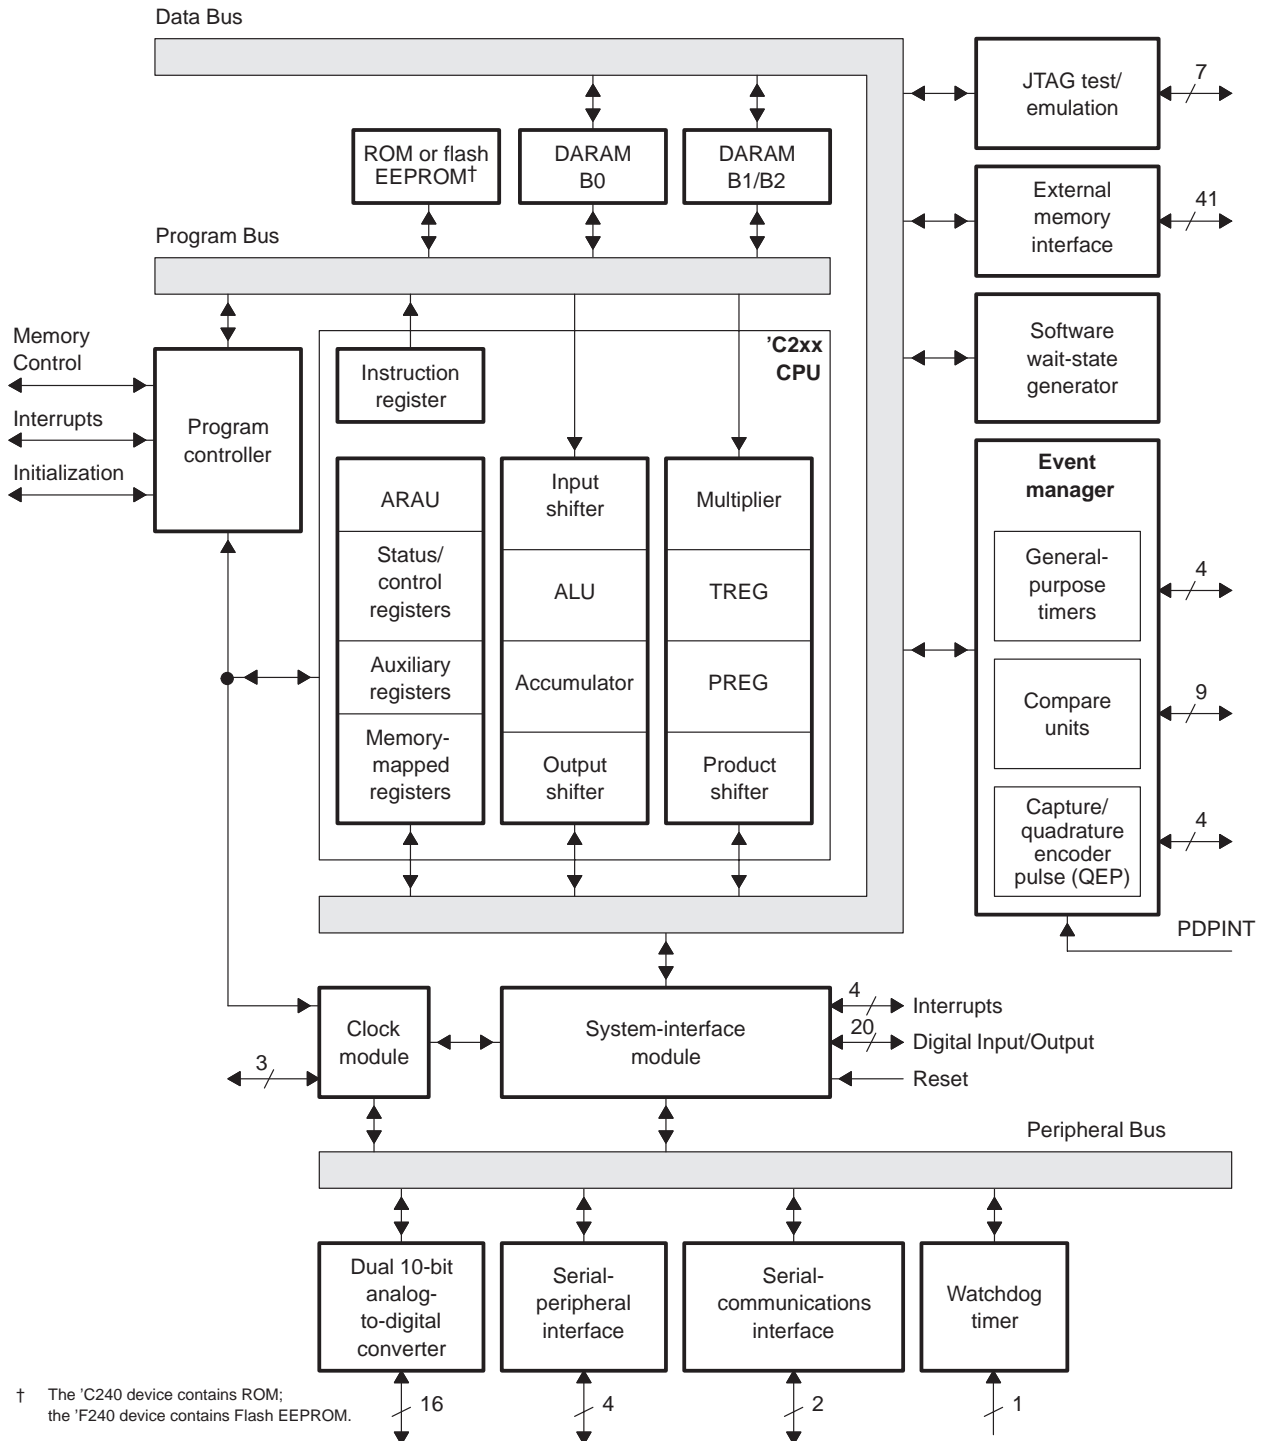 Data Bus
JTAG test/
emulation
7
ROM or flash
EEPROM†
DARAM
B0
DARAM
B1/B2
External
memory
interface
41
Program Bus
Software
wait-state
generator
Memory
Control
Interrupts
Initialization
Program
controller
'C2xx
CPU
Instruction
register
ARAU
Status/
control
registers
Auxiliary
registers
Memory-
mapped
registers
Input
shifter
ALU
Accumulator
Output
shifter
Multiplier
TREG
PREG
Product
shifter
Event
manager
General-
purpose
timers
4
Compare
units
9
Capture/
quadrature
encoder
pulse (QEP)
4
PDPINT
Clock
module
3
System-interface
module
4
Interrupts
20
Digital Input/Output
Reset
Peripheral Bus
Dual 10-bit
analog-
to-digital
converter
Serial-
peripheral
interface
Serial-
communications
interface
Watchdog
timer
16
4
2
1
† The 'C240 device contains ROM;
the 'F240 device contains Flash EEPROM.